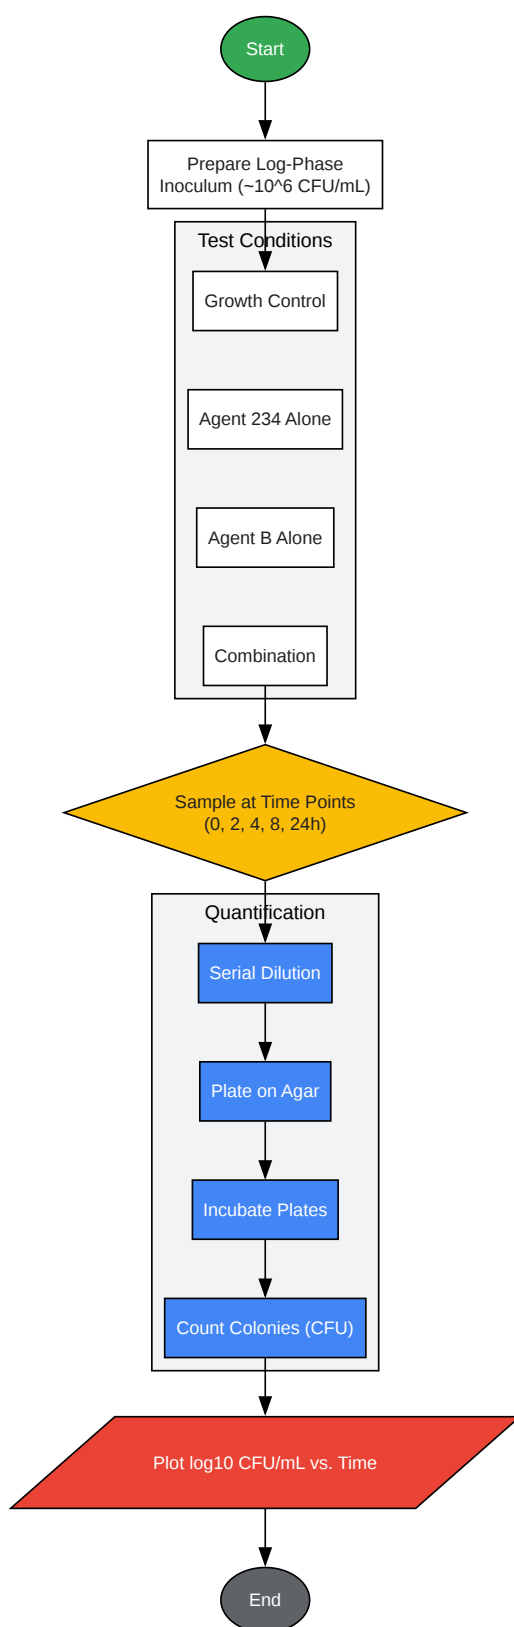 Start
Prepare Log-Phase
Inoculum (~10^6 CFU/mL)
Test Conditions
Growth Control
Agent 234 Alone
Agent B Alone
Combination
Sample at Time Points
(0, 2, 4, 8, 24h)
Quantification
Serial Dilution
Plate on Agar
Incubate Plates
Count Colonies (CFU)
Plot log10 CFU/mL vs. Time
End